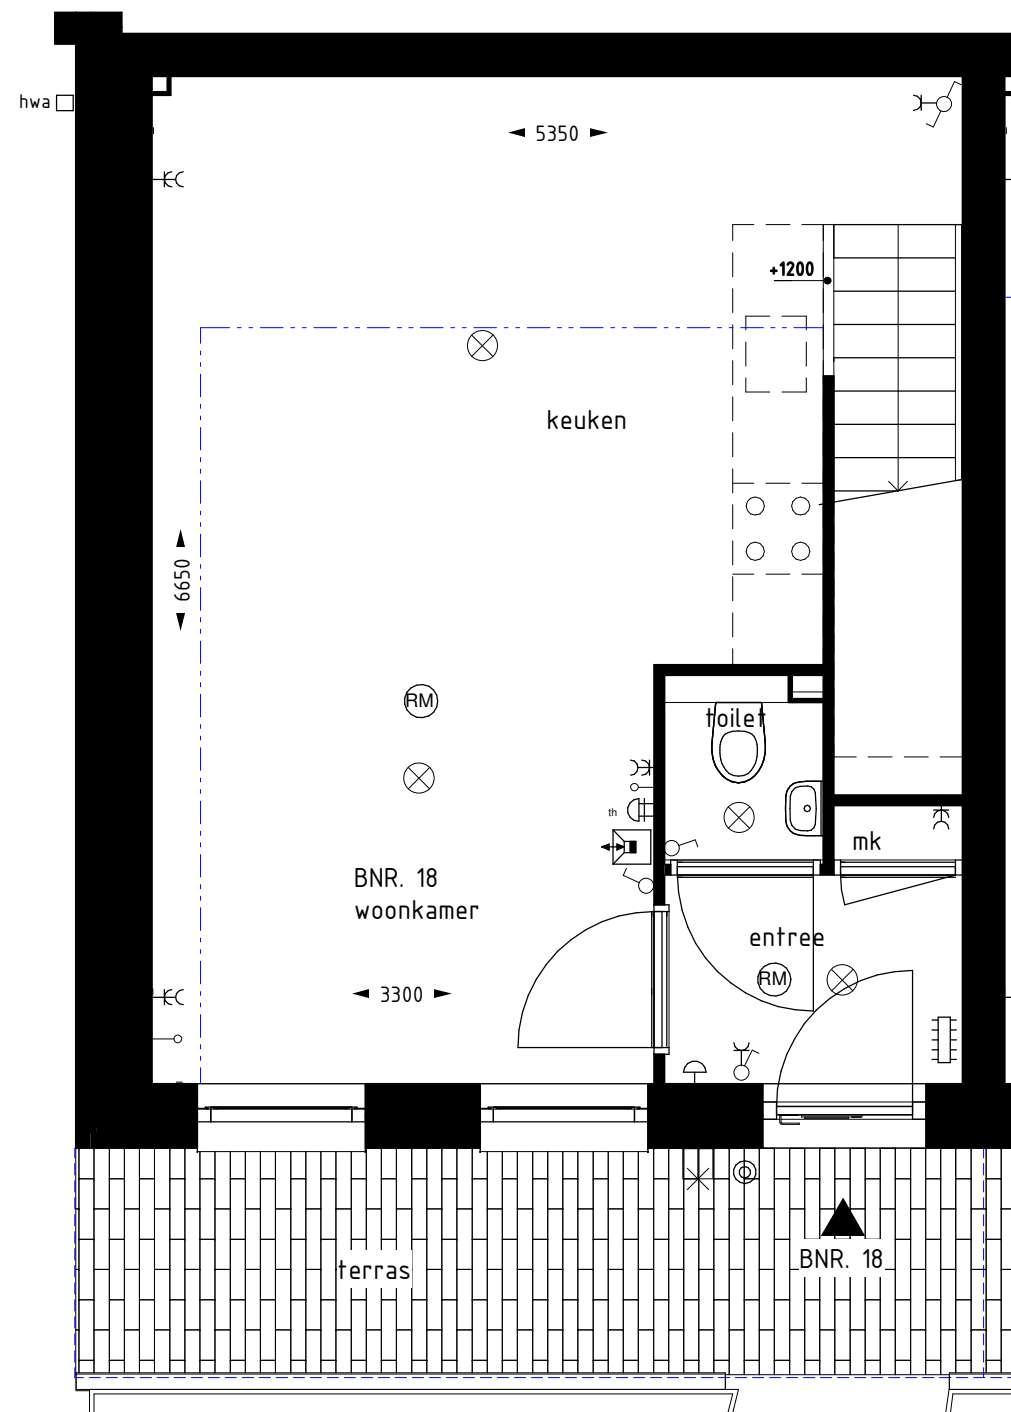 hwa
5350
+1200
keuken
6650
RM
toilet
th
mk
BNR. 18
woonkamer
entree
RM
3300
BNR. 18
terras